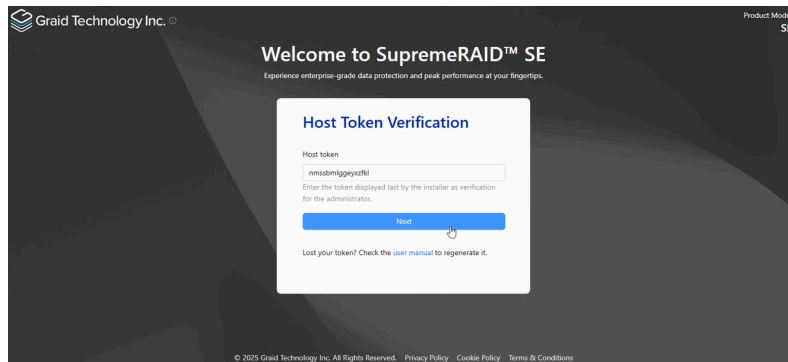 Graid Technology Inc.
Product Mode
Welcome to SupremeRAID™ SE
Experience enterprise-grade data protection and peak performance at your fingertips.
Host Token Verification
Host token
nmssbmlggeyxzfkl
Enter the token displayed last by the installer as verification
for the administrator.
Next
Lost your token? Check the user manual to regenerate it.
© 2025 Graid Technology Inc. All Rights Reserved. Privacy Policy Cookie Policy Terms & Conditions